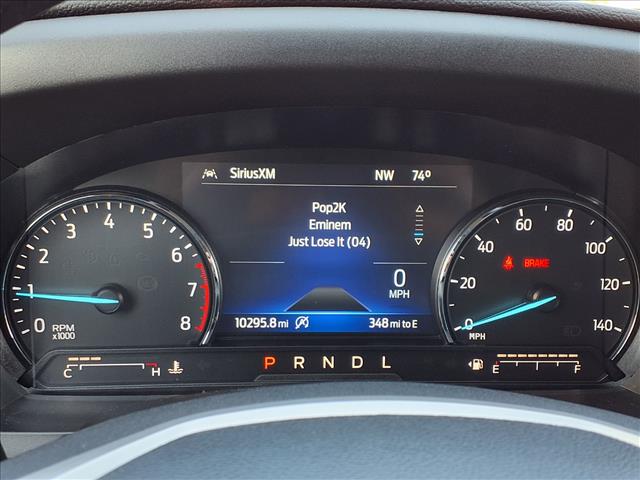 SiriusXM NW 74°
Pop2K
Eminem
Just Lose It (04)
0
MPH
10295.8 mi 348 mi to E
0 1 2 3 4 5 6 7 8
RPM
x1000
0 20 40 60 80 100 120 140
MPH
BRAKE
C H
P R N D L
E F